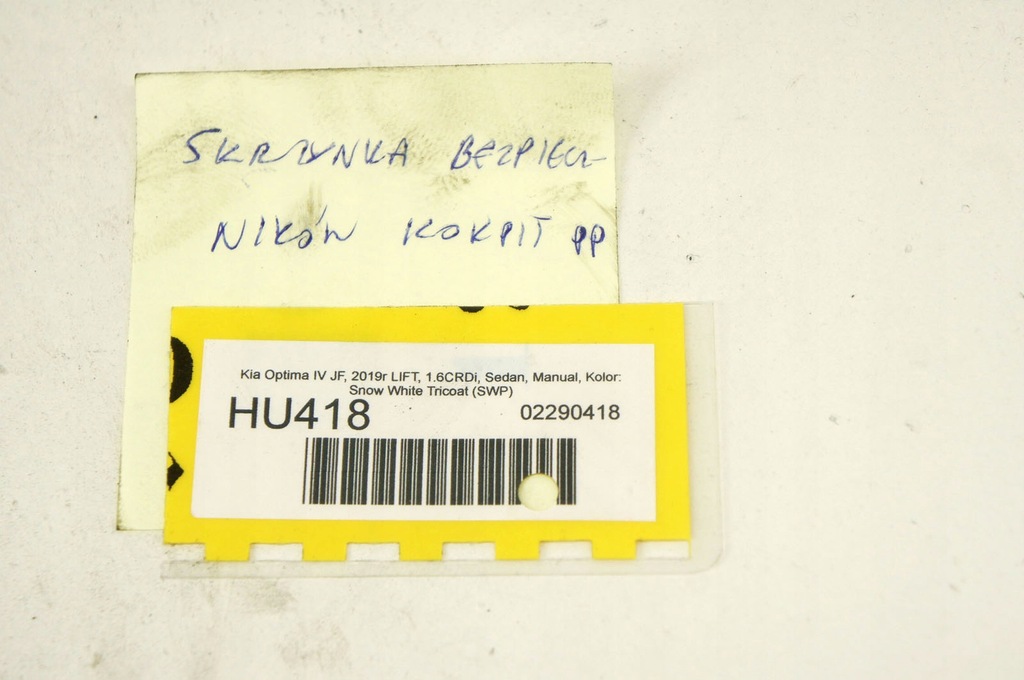 SKRZYNKA BEZPIECZ-
NIKÓW KOKPIT PP
Kia Optima IV JF, 2019r LIFT, 1.6CRDi, Sedan, Manual, Kolor:
Snow White Tricoat (SWP)
HU418 02290418